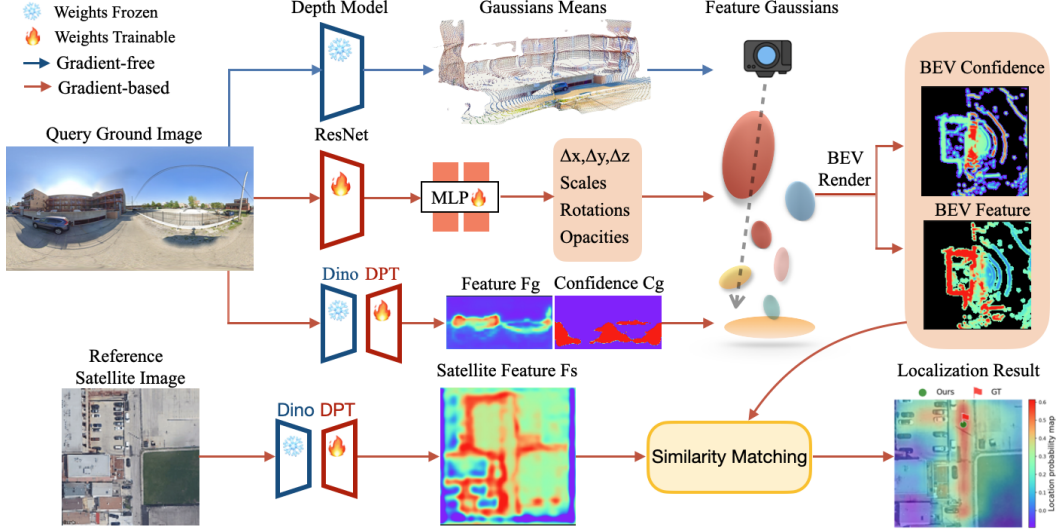 Weights Frozen
Weights Trainable
Gradient-free
Gradient-based
Depth Model
Gaussians Means
Feature Gaussians
BEV Confidence
Query Ground Image
ResNet
MLP
Δx,Δy,Δz
Scales
Rotations
Opacities
BEV
Render
BEV Feature
Dino DPT
Feature Fg
Confidence Cg
Reference
Satellite Image
Dino DPT
Satellite Feature Fs
Similarity Matching
Localization Result
Ours
GT
0.6
0.5
0.4
0.3
0.2
0.1
0.0
Location probability map